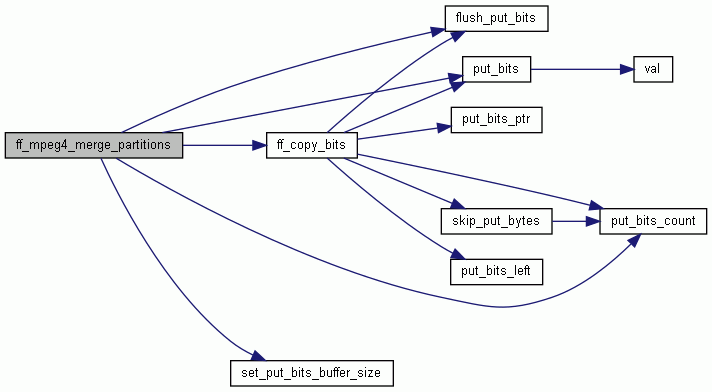 flush_put_bits
put_bits
val
put_bits_ptr
ff_mpeg4_merge_partitions
ff_copy_bits
skip_put_bytes
put_bits_count
put_bits_left
set_put_bits_buffer_size